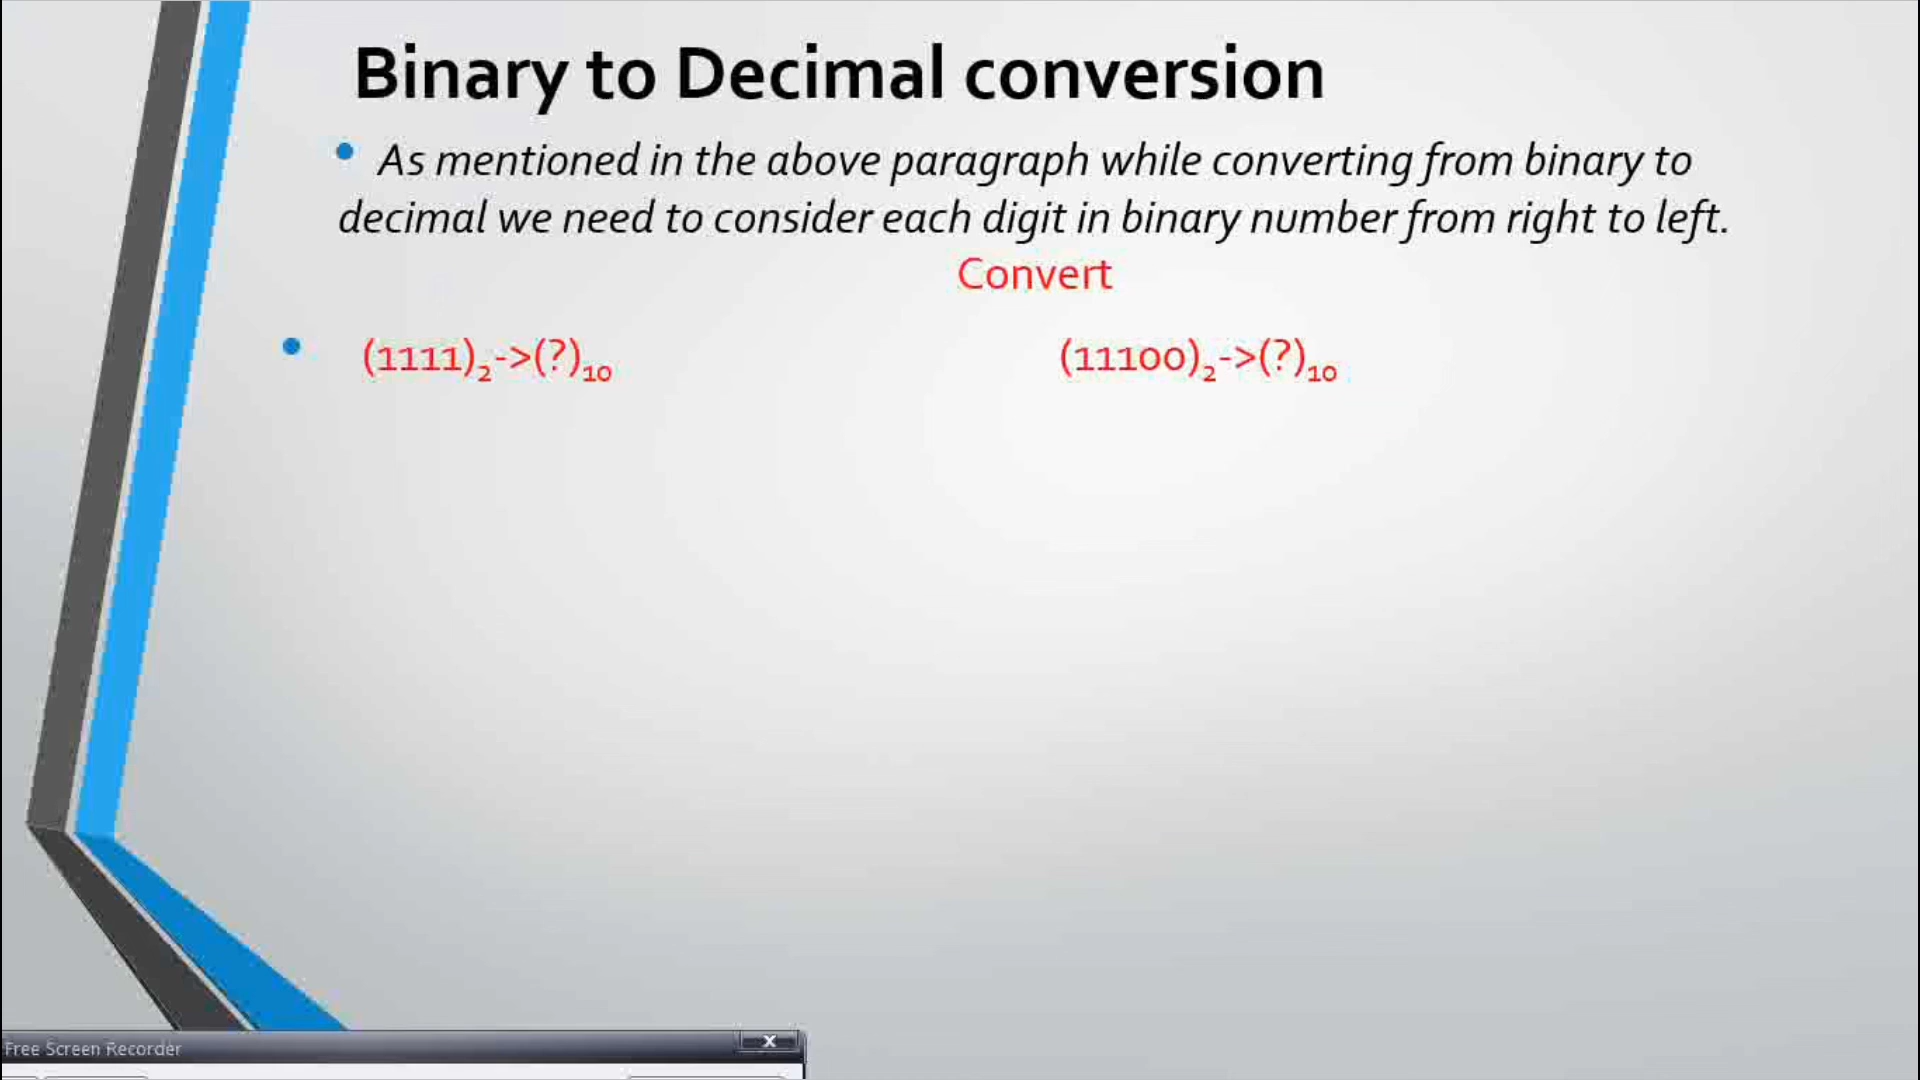 Binary to Decimal conversion
• As mentioned in the above paragraph while converting from binary to
decimal we need to consider each digit in binary number from right to left.
Convert
• (1111)₂->(?)₁₀ (11100)₂->(?)₁₀
Free Screen Recorder
x